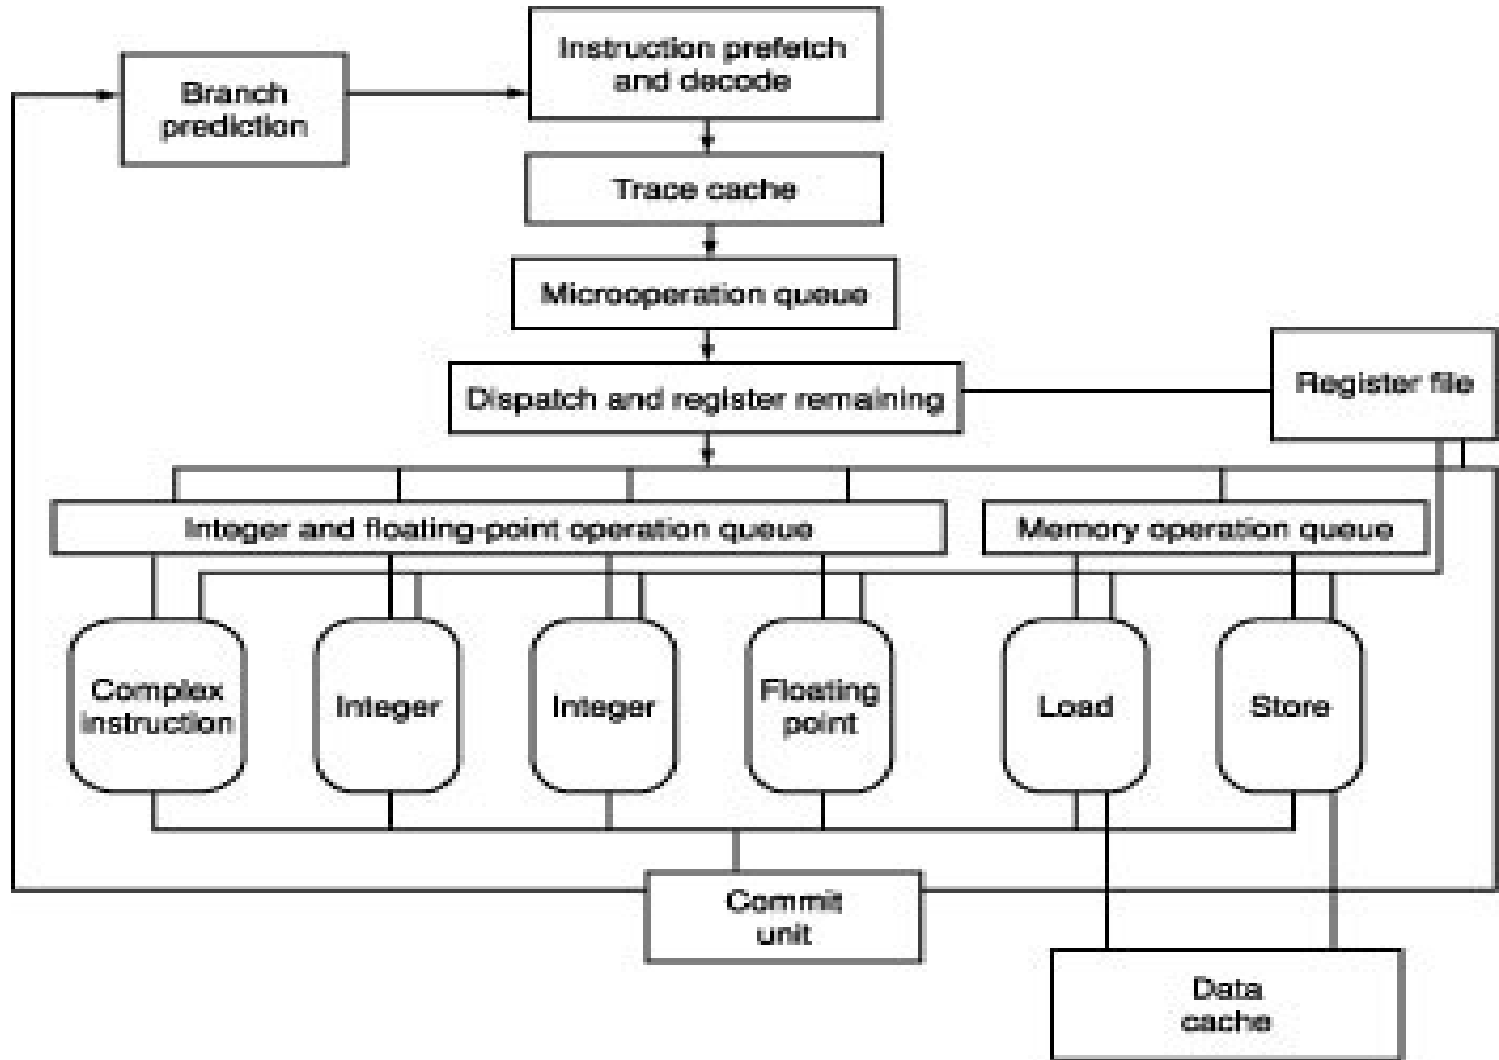 Instruction prefetch
and decode
Branch
prediction
Trace cache
Microoperation queue
Register file
Dispatch and register remaining
Integer and floating-point operation queue
Memory operation queue
Complex
instruction
Integer
Integer
Floating
point
Load
Store
Commit
unit
Data
cache